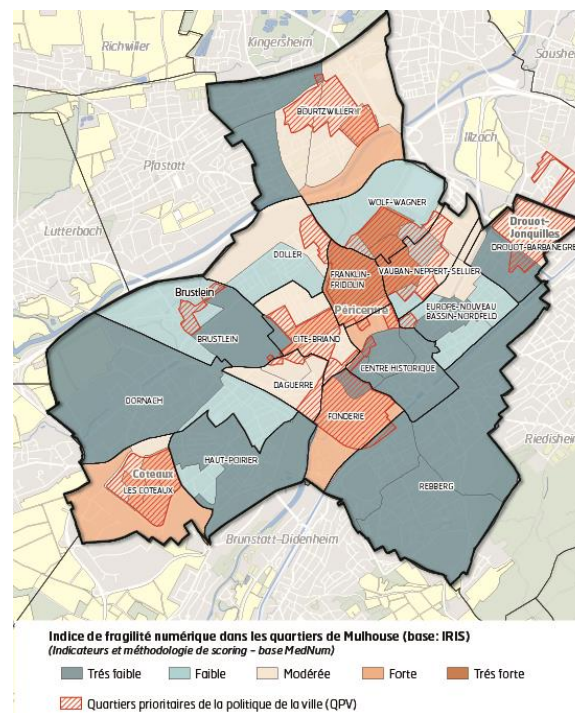 Richwiller
Kingersheim
Sausheim
Illzach
Pfastatt
Lutterbach
BOURTZWILLER
WOLF-WAGNER
Drouot-
Jonquilles
DROUOT-BARBANEGRE
DOLLER
VAUBAN-NEPPERT-SELLIER
FRANKLIN-
FRIDOLIN
Brustlein
Péricentre
EUROPE-NOUVEAU
BASSIN-NORDFELD
BRUSTLEIN
CITE-BRIAND
CENTRE HISTORIQUE
DAGUERRE
DORNACH
FONDERIE
Riedisheim
HAUT-POIRIER
Coteaux
LES COTEAUX
REBBERG
Brunstatt-Didenheim
Indice de fragilité numérique dans les quartiers de Mulhouse (base: IRIS)
(Indicateurs et méthodologie de scoring – base MedNum)
Trés faible Faible Modérée Forte Trés forte
Quartiers prioritaires de la politique de la ville (QPV)